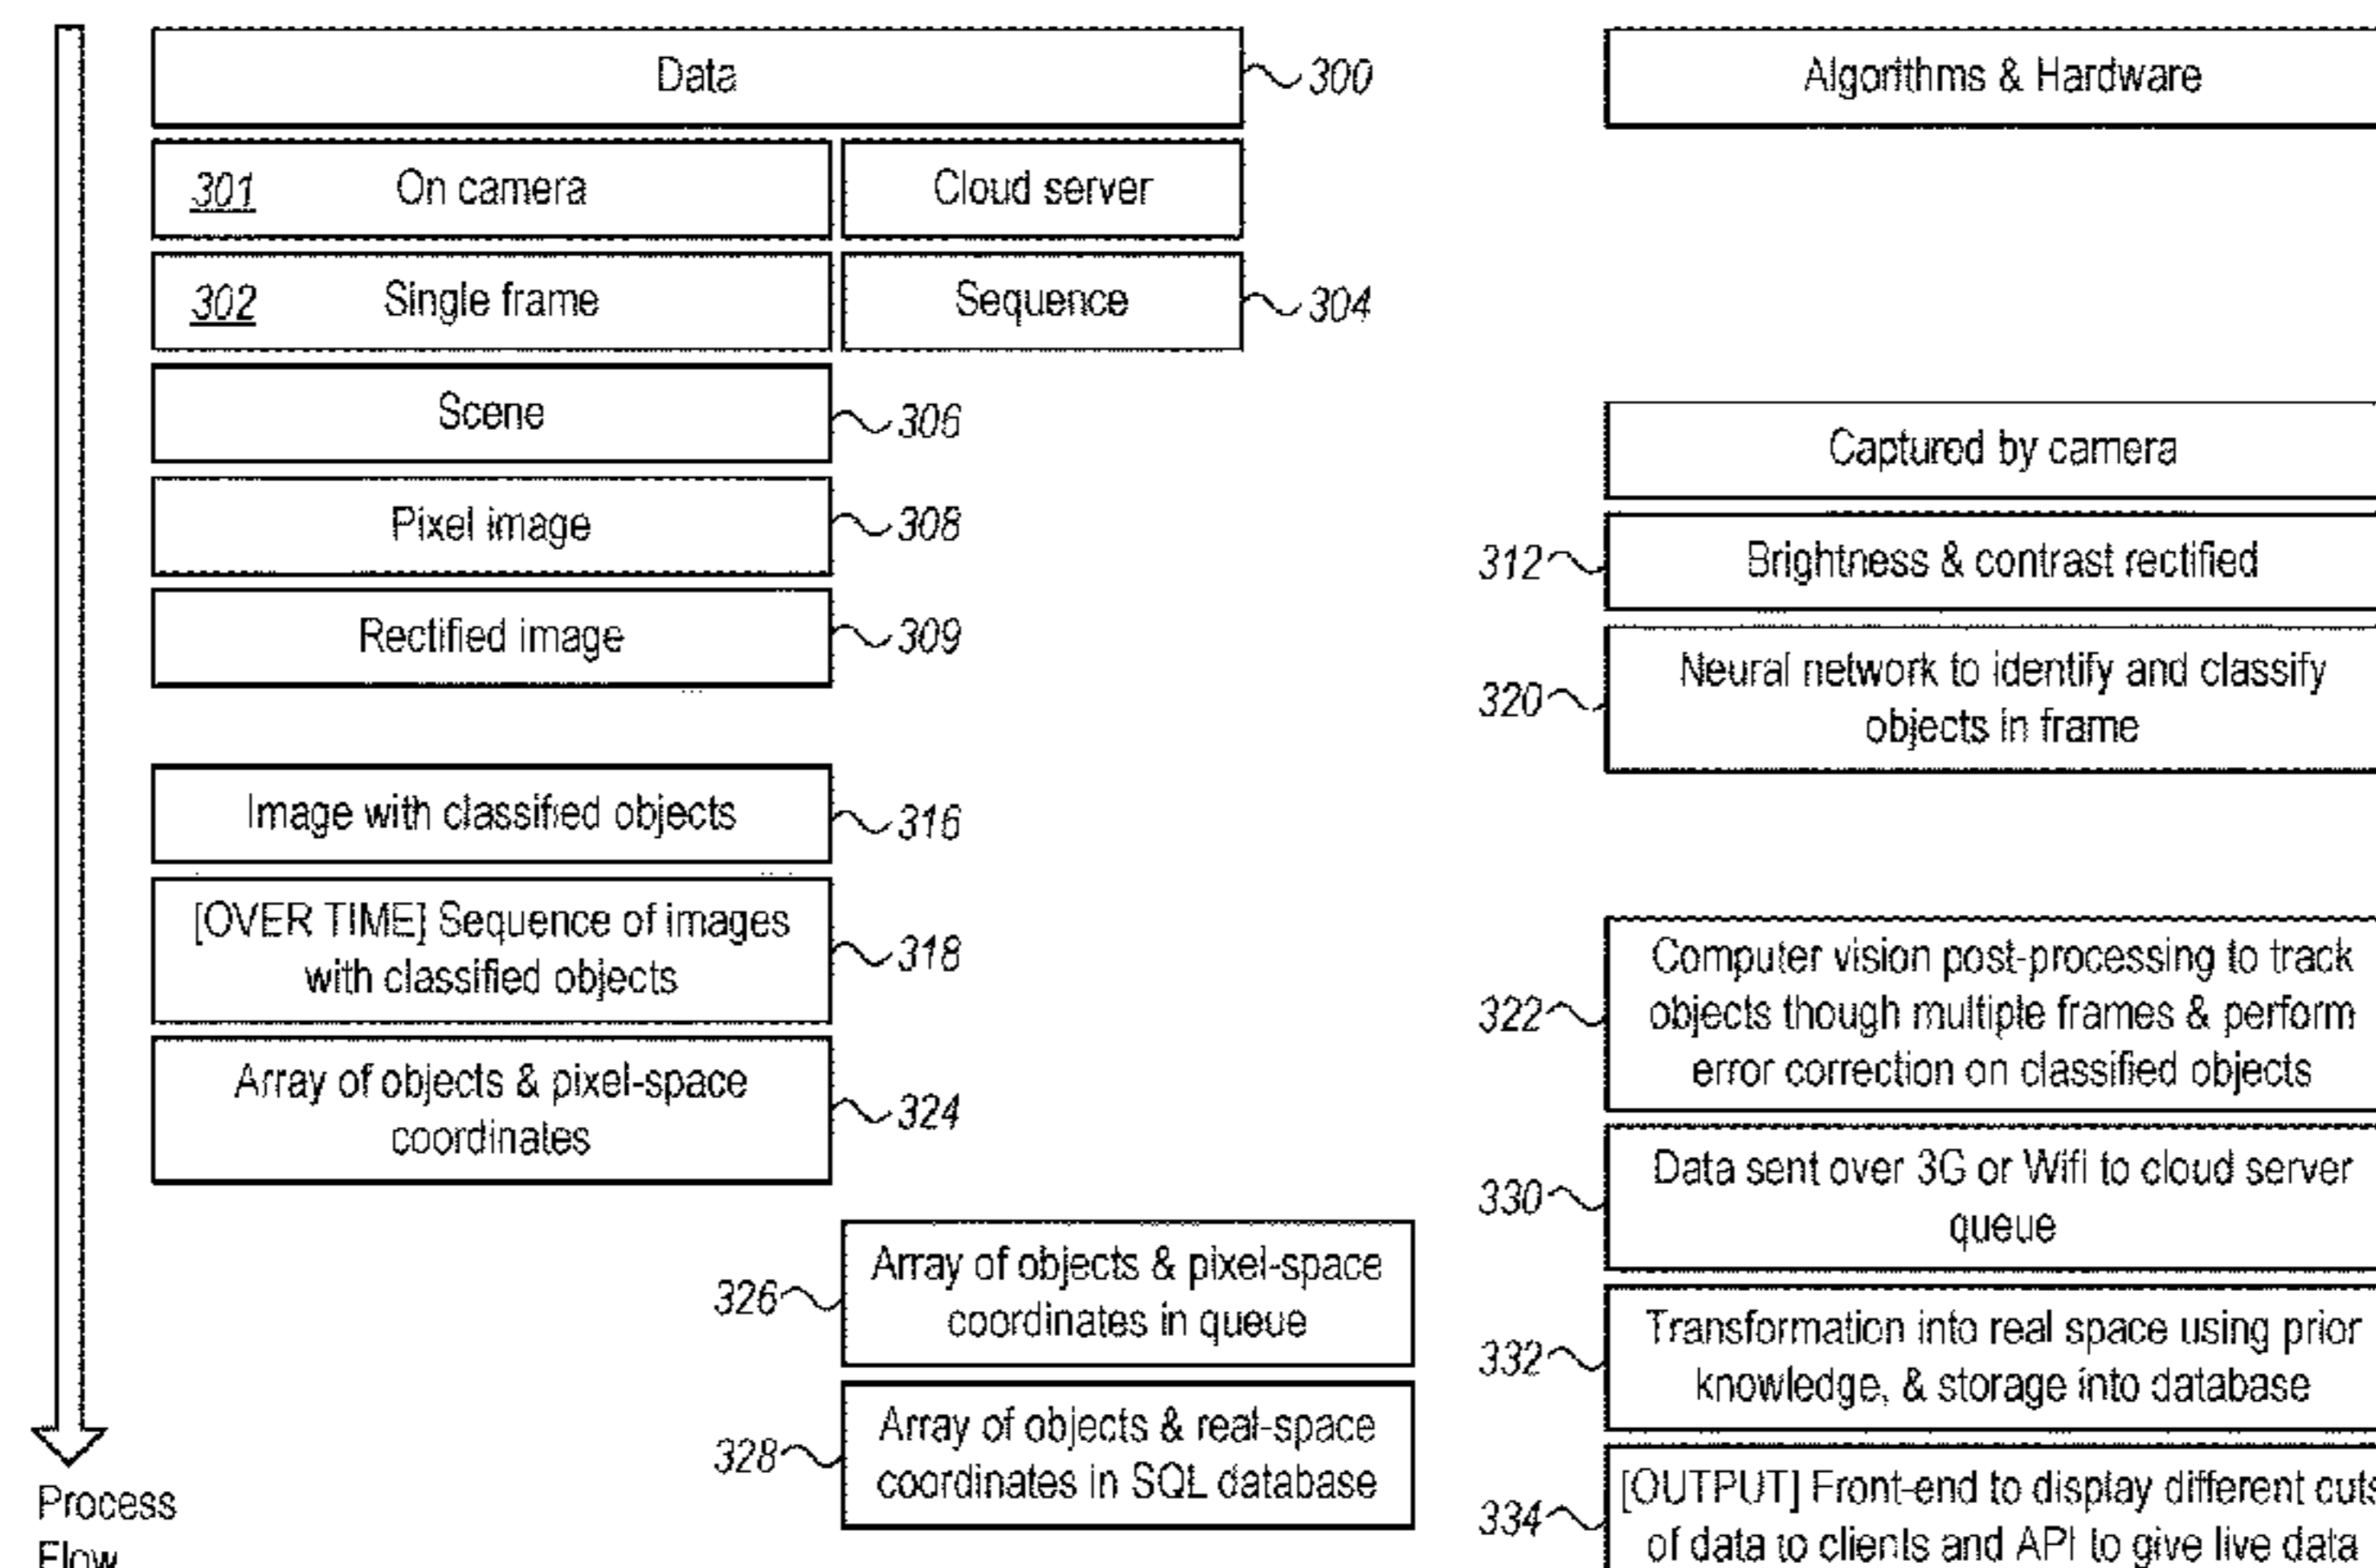 Data
300
Algorithms & Hardware
301
On camera
Cloud server
302
Single frame
Sequence
304
Scene
306
Captured by camera
Pixel image
308
312
Brightness & contrast rectified
Rectified image
309
320
Neural network to identify and classify
objects in frame
Image with classified objects
316
[OVER TIME] Sequence of images
with classified objects
318
322
Computer vision post-processing to track
objects though multiple frames & perform
error correction on classified objects
Array of objects & pixel-space
coordinates
324
330
Data sent over 3G or Wifi to cloud server
queue
326
Array of objects & pixel-space
coordinates in queue
332
Transformation into real space using prior
knowledge, & storage into database
328
Array of objects & real-space
coordinates in SQL database
334
[OUTPUT] Front-end to display different cuts
of data to clients and API to give live data
Process
Flow